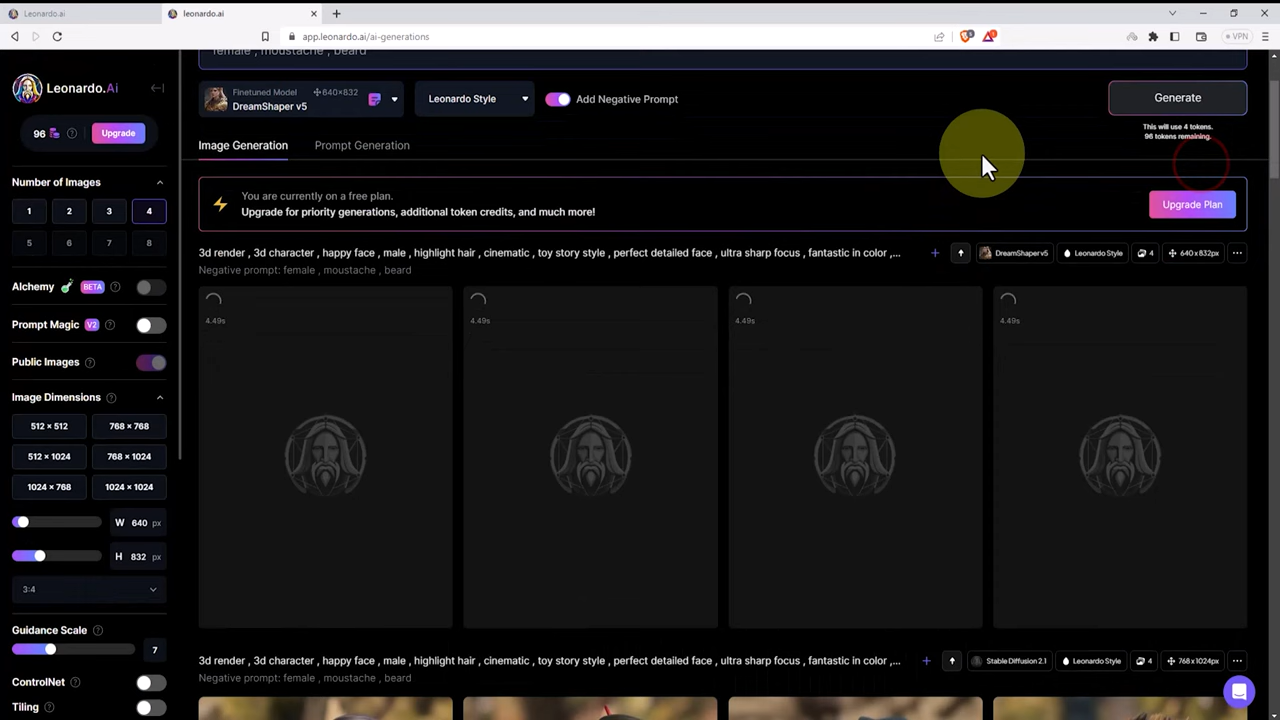 Leonardo.ai
leonardo.ai
app.leonardo.ai/ai-generations
VPN
female , moustache , beard
Leonardo.Ai
Finetuned Model
640×832
DreamShaper v5
Leonardo Style
Add Negative Prompt
Generate
This will use 4 tokens.
96 tokens remaining.
96
Upgrade
Image Generation
Prompt Generation
Number of Images
1 2 3 4
5 6 7 8
You are currently on a free plan.
Upgrade for priority generations, additional token credits, and much more!
Upgrade Plan
3d render , 3d character , happy face , male , highlight hair , cinematic , toy story style , perfect detailed face , ultra sharp focus , fantastic in color ,...
DreamShaper v5
Leonardo Style
4
640x832px
Negative prompt: female , moustache , beard
Alchemy
BETA
Prompt Magic
V2
Public Images
Image Dimensions
512 × 512
768 × 768
512 × 1024
768 × 1024
1024 × 768
1024 × 1024
W 640 px
H 832 px
3:4
Guidance Scale
7
ControlNet
Tiling
4.49s
4.49s
4.49s
4.49s
3d render , 3d character , happy face , male , highlight hair , cinematic , toy story style , perfect detailed face , ultra sharp focus , fantastic in color ,...
Stable Diffusion 2.1
Leonardo Style
4
768x1024px
Negative prompt: female , moustache , beard